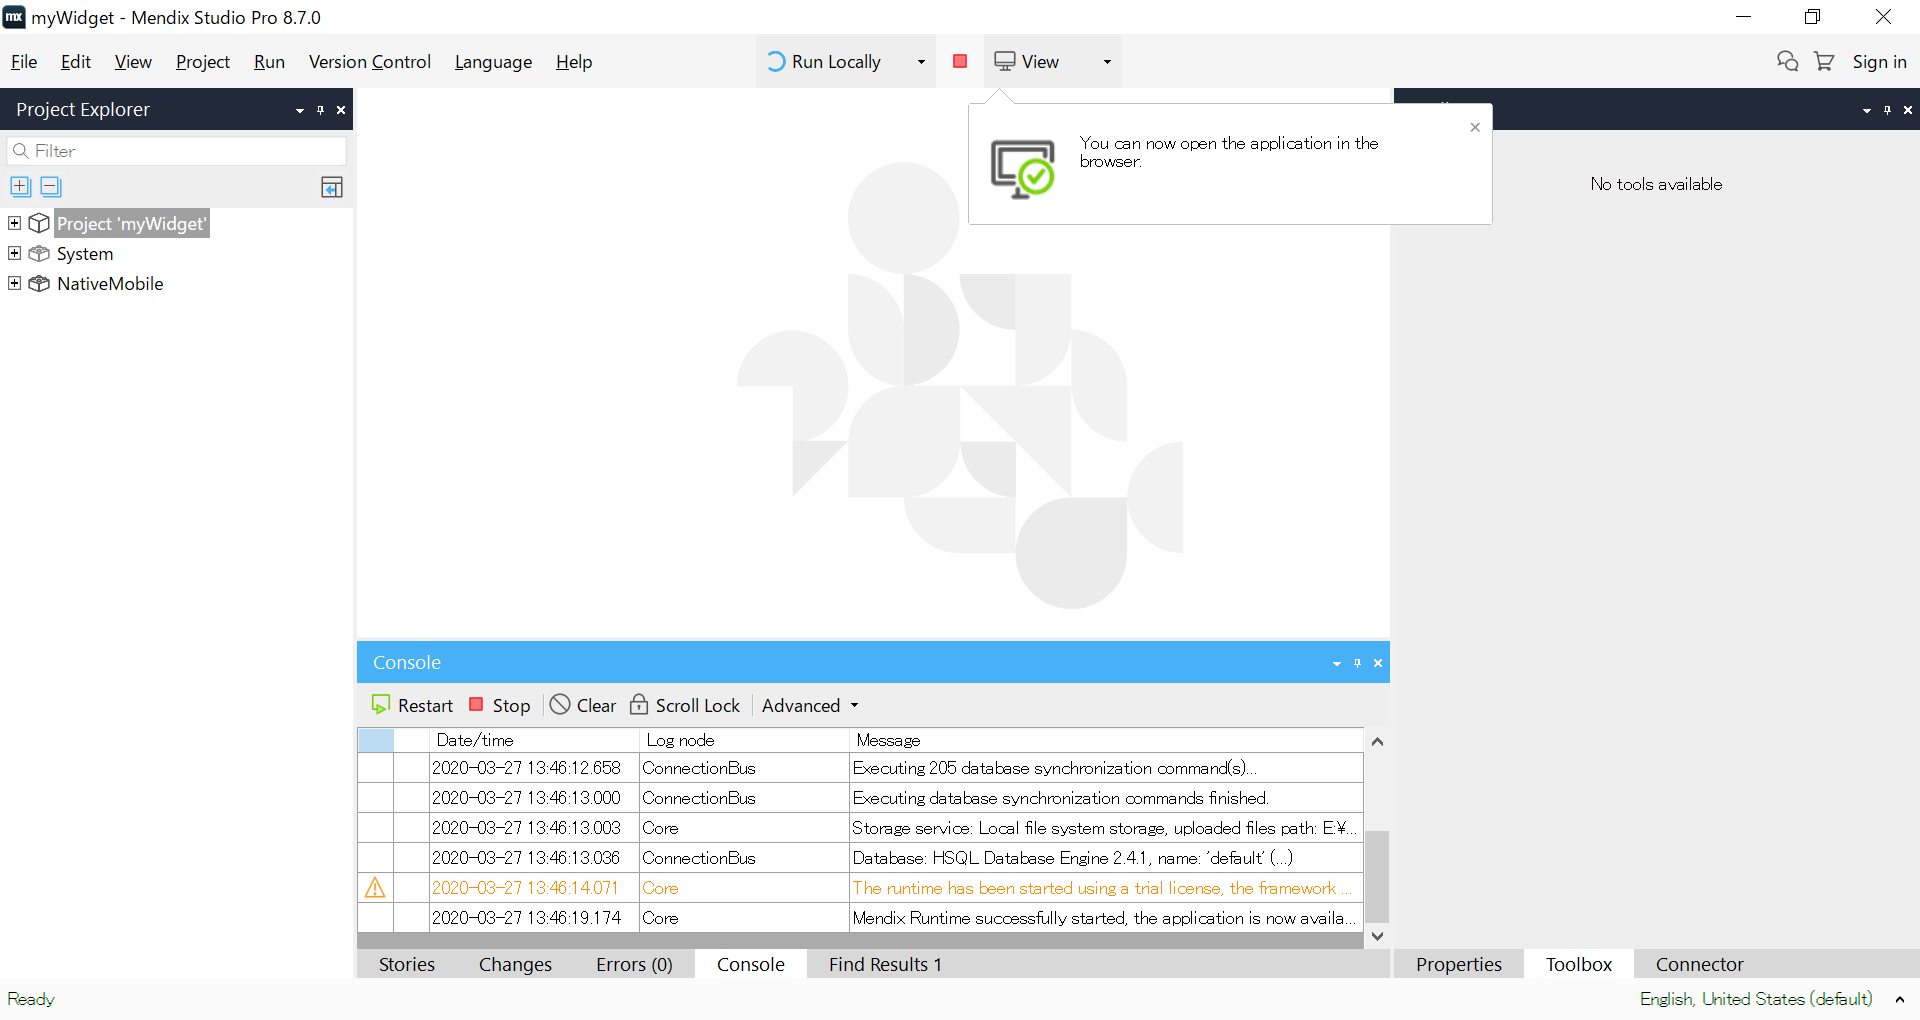 mx myWidget - Mendix Studio Pro 8.7.0
File Edit View Project Run Version Control Language Help Run Locally View Sign in
Project Explorer
Filter
Project 'myWidget'
System
NativeMobile
You can now open the application in the
browser.
No tools available
Console
Restart Stop Clear Scroll Lock Advanced
Date/time Log node Message
2020-03-27 13:46:12.658 ConnectionBus Executing 205 database synchronization command(s)...
2020-03-27 13:46:13.000 ConnectionBus Executing database synchronization commands finished.
2020-03-27 13:46:13.003 Core Storage service: Local file system storage, uploaded files path: E:¥...
2020-03-27 13:46:13.036 ConnectionBus Database: HSQL Database Engine 2.4.1, name: 'default' (...)
2020-03-27 13:46:14.071 Core The runtime has been started using a trial license, the framework ...
2020-03-27 13:46:19.174 Core Mendix Runtime successfully started, the application is now availa...
Stories Changes Errors (0) Console Find Results 1
Properties Toolbox Connector
Ready English, United States (default)